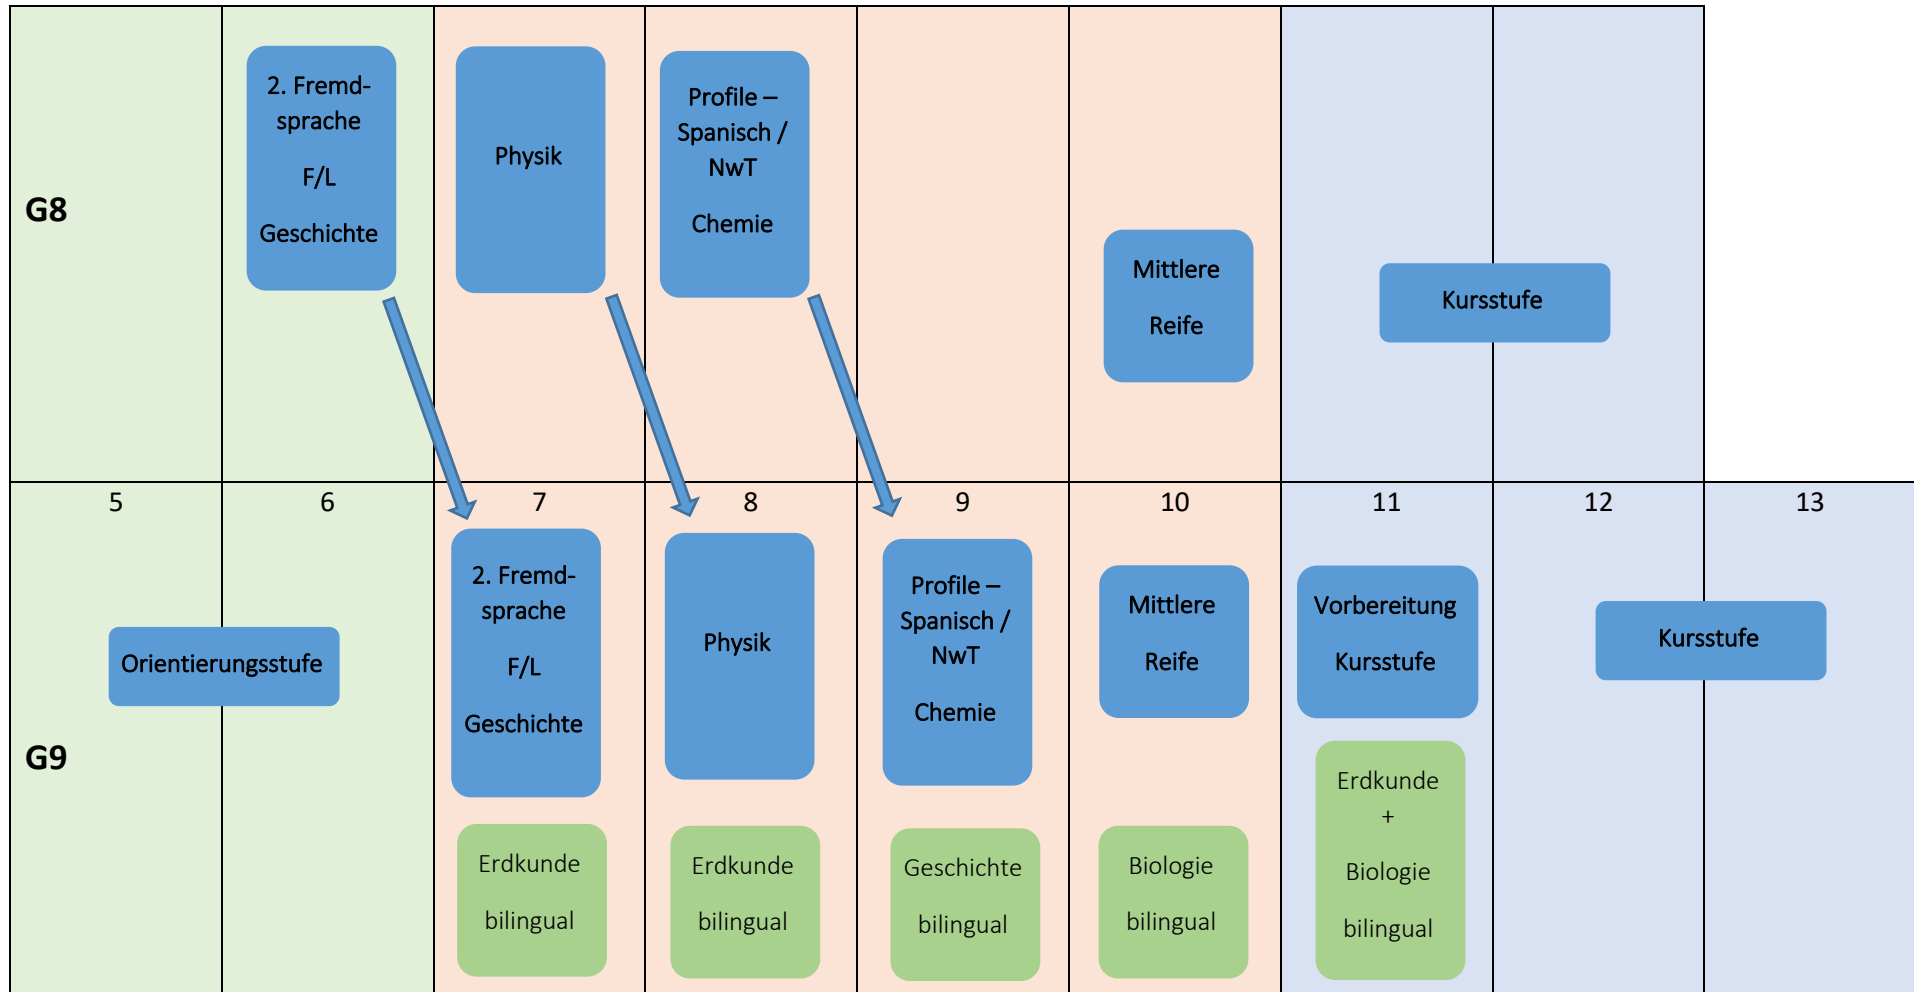 G8
2. Fremd-
sprache
F/L
Geschichte
Physik
Profile –
Spanisch /
NwT
Chemie
Mittlere
Reife
Kursstufe
5
6
7
8
9
10
11
12
13
G9
Orientierungsstufe
2. Fremd-
sprache
F/L
Geschichte
Physik
Profile –
Spanisch /
NwT
Chemie
Mittlere
Reife
Vorbereitung
Kursstufe
Kursstufe
Erdkunde
bilingual
Erdkunde
bilingual
Geschichte
bilingual
Biologie
bilingual
Erdkunde
+
Biologie
bilingual